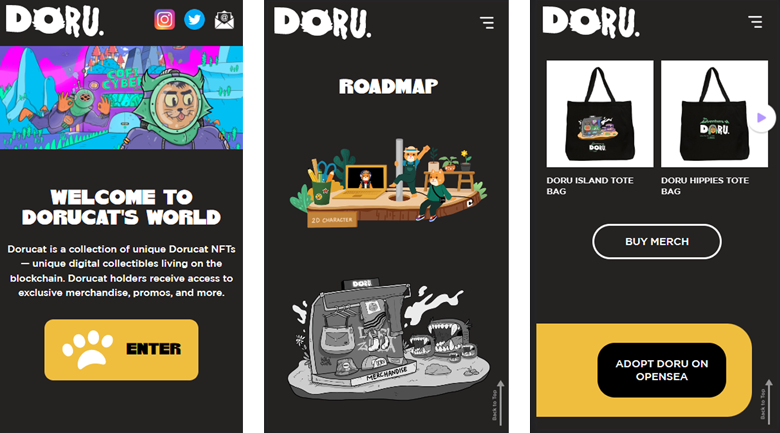 DORU.
COPY
CYBER
WELCOME TO
DORUCAT'S WORLD
Dorucat is a collection of unique Dorucat NFTs
— unique digital collectibles living on the
blockchain. Dorucat holders receive access to
exclusive merchandise, promos, and more.
ENTER
DORU.
ROADMAP
2D CHARACTER
DORU.
MERCHANDISE
Back to Top
DORU.
DORU.
DORU.
DORU ISLAND TOTE
BAG
DORU HIPPIES TOTE
BAG
BUY MERCH
ADOPT DORU ON
OPENSEA
Back to Top